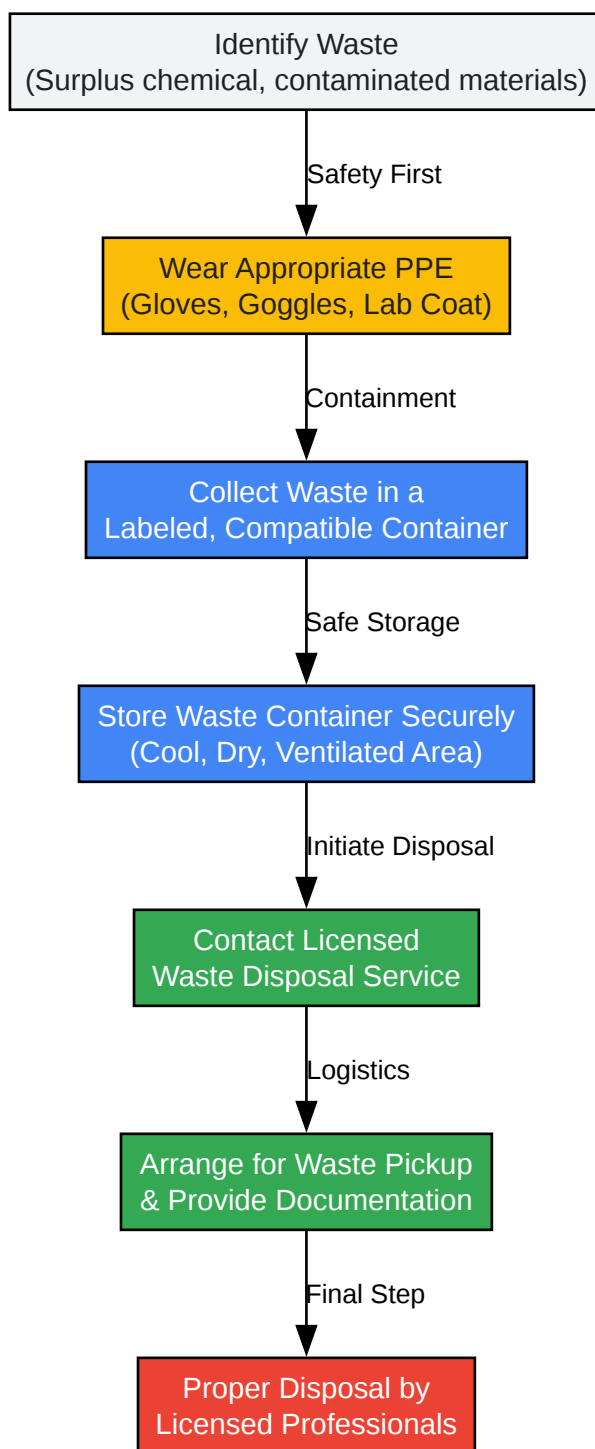 Identify Waste
(Surplus chemical, contaminated materials)
Safety First
Wear Appropriate PPE
(Gloves, Goggles, Lab Coat)
Containment
Collect Waste in a
Labeled, Compatible Container
Safe Storage
Store Waste Container Securely
(Cool, Dry, Ventilated Area)
Initiate Disposal
Contact Licensed
Waste Disposal Service
Logistics
Arrange for Waste Pickup
& Provide Documentation
Final Step
Proper Disposal by
Licensed Professionals